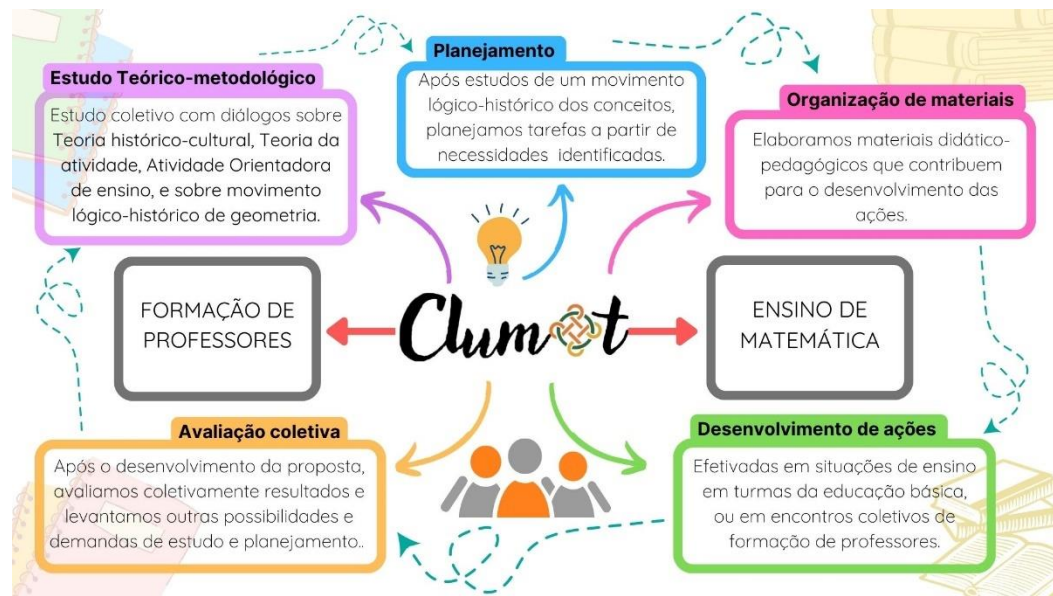 Estudo Teórico-metodológico
Estudo coletivo com diálogos sobre
Teoria histórico-cultural, Teoria da
atividade, Atividade Orientadora
de ensino, e sobre movimento
lógico-histórico de geometria.
Planejamento
Após estudos de um movimento
lógico-histórico dos conceitos,
planejamos tarefas a partir de
necessidades identificadas.
Organização de materiais
Elaboramos materiais didático-
pedagógicos que contribuem
para o desenvolvimento das
ações.
FORMAÇÃO DE
PROFESSORES
Clumat
ENSINO DE
MATEMÁTICA
Avaliação coletiva
Após o desenvolvimento da proposta,
avaliamos coletivamente resultados e
levantamos outras possibilidades e
demandas de estudo e planejamento..
Desenvolvimento de ações
Efetivadas em situações de ensino
em turmas da educação básica,
ou em encontros coletivos de
formação de professores.